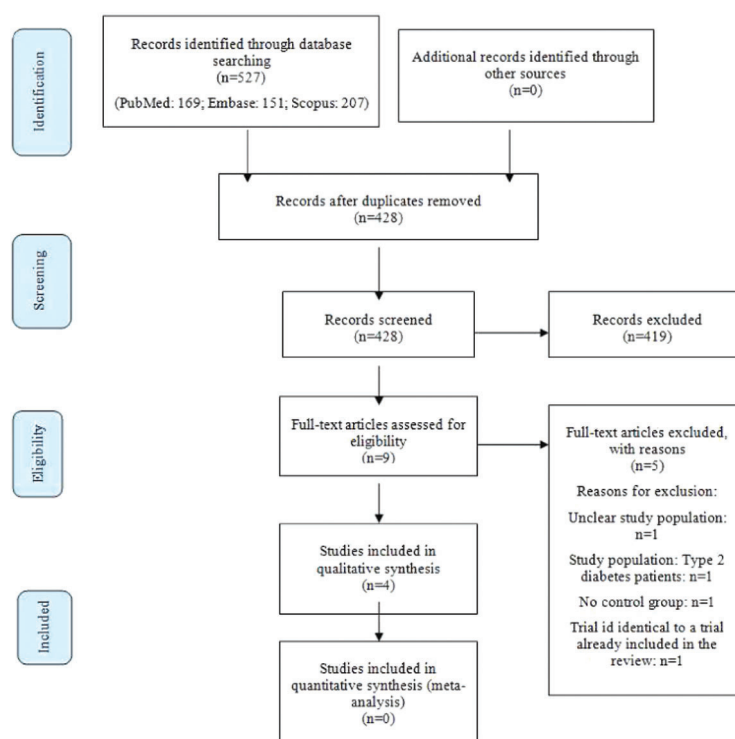 Identification
Records identified through database
searching
(n=527)
(PubMed: 169; Embase: 151; Scopus: 207)
Additional records identified through
other sources
(n=0)
Records after duplicates removed
(n=428)
Screening
Records screened
(n=428)
Records excluded
(n=419)
Eligibility
Full-text articles assessed for
eligibility
(n=9)
Full-text articles excluded,
with reasons
(n=5)
Reasons for exclusion:
Unclear study population:
n=1
Study population: Type 2
diabetes patients: n=1
No control group: n=1
Trial id identical to a trial
already included in the
review: n=1
Studies included in
qualitative synthesis
(n=4)
Included
Studies included in
quantitative synthesis (meta-
analysis)
(n=0)